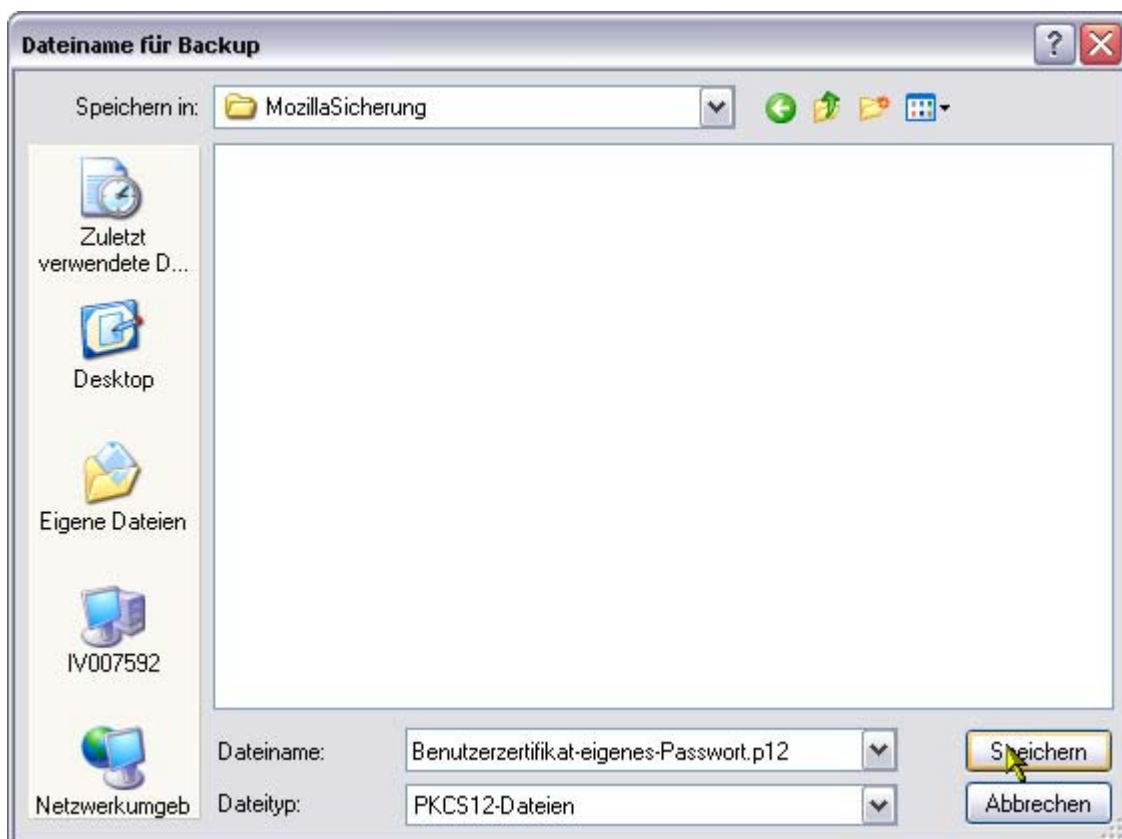 Dateiname für Backup
Speichern in:
MozillaSicherung
Zuletzt
verwendete D...
Desktop
Eigene Dateien
IV007592
Netzwerkumgeb
Dateiname:
Benutzerzertifikat-eigenes-Passwort.p12
Speichern
Dateityp:
PKCS12-Dateien
Abbrechen